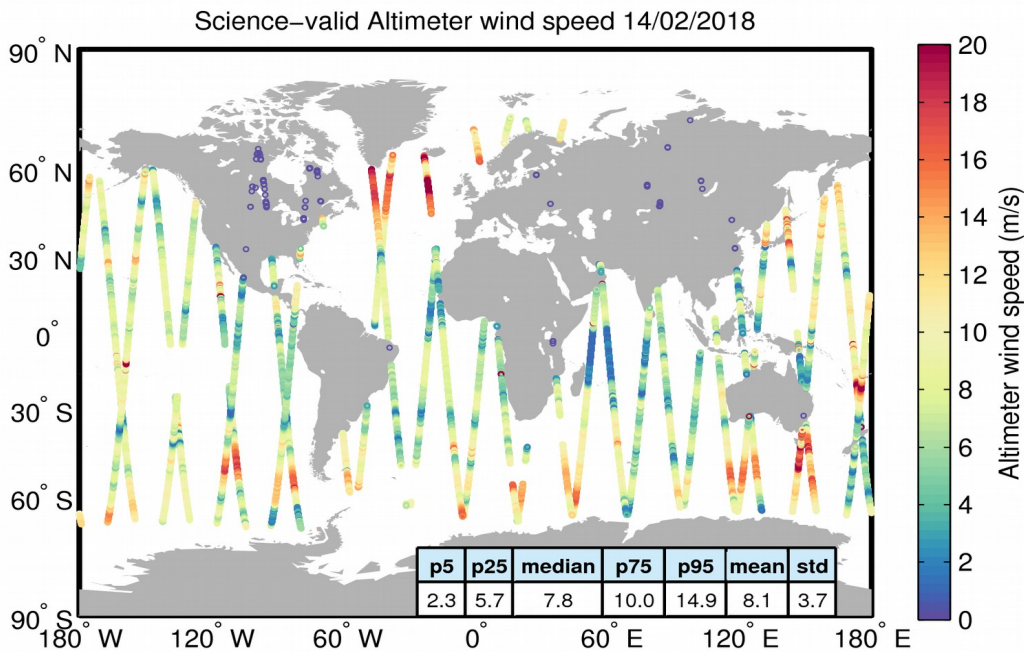 Science−valid Altimeter wind speed 14/02/2018
90° N
60° N
30° N
0°
30° S
60° S
90° S
180° W
120° W
60° W
0°
60° E
120° E
180° E
p5 p25 median p75 p95 mean std
2.3 5.7 7.8 10.0 14.9 8.1 3.7
20
18
16
14
12
10
8
6
4
2
0
Altimeter wind speed (m/s)